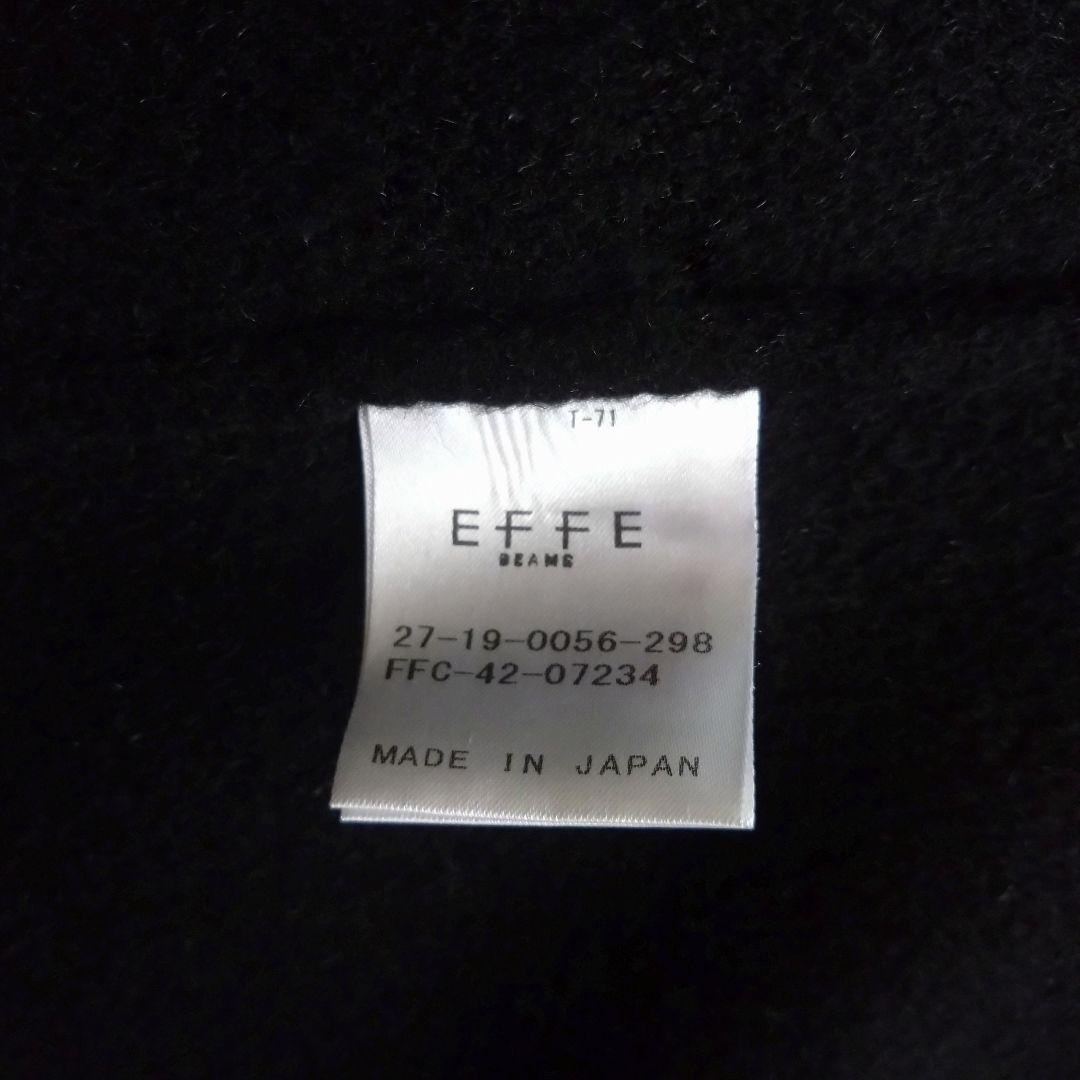 T-71
EFFE
BEAMS
27-19-0056-298
FFC-42-07234
MADE IN JAPAN